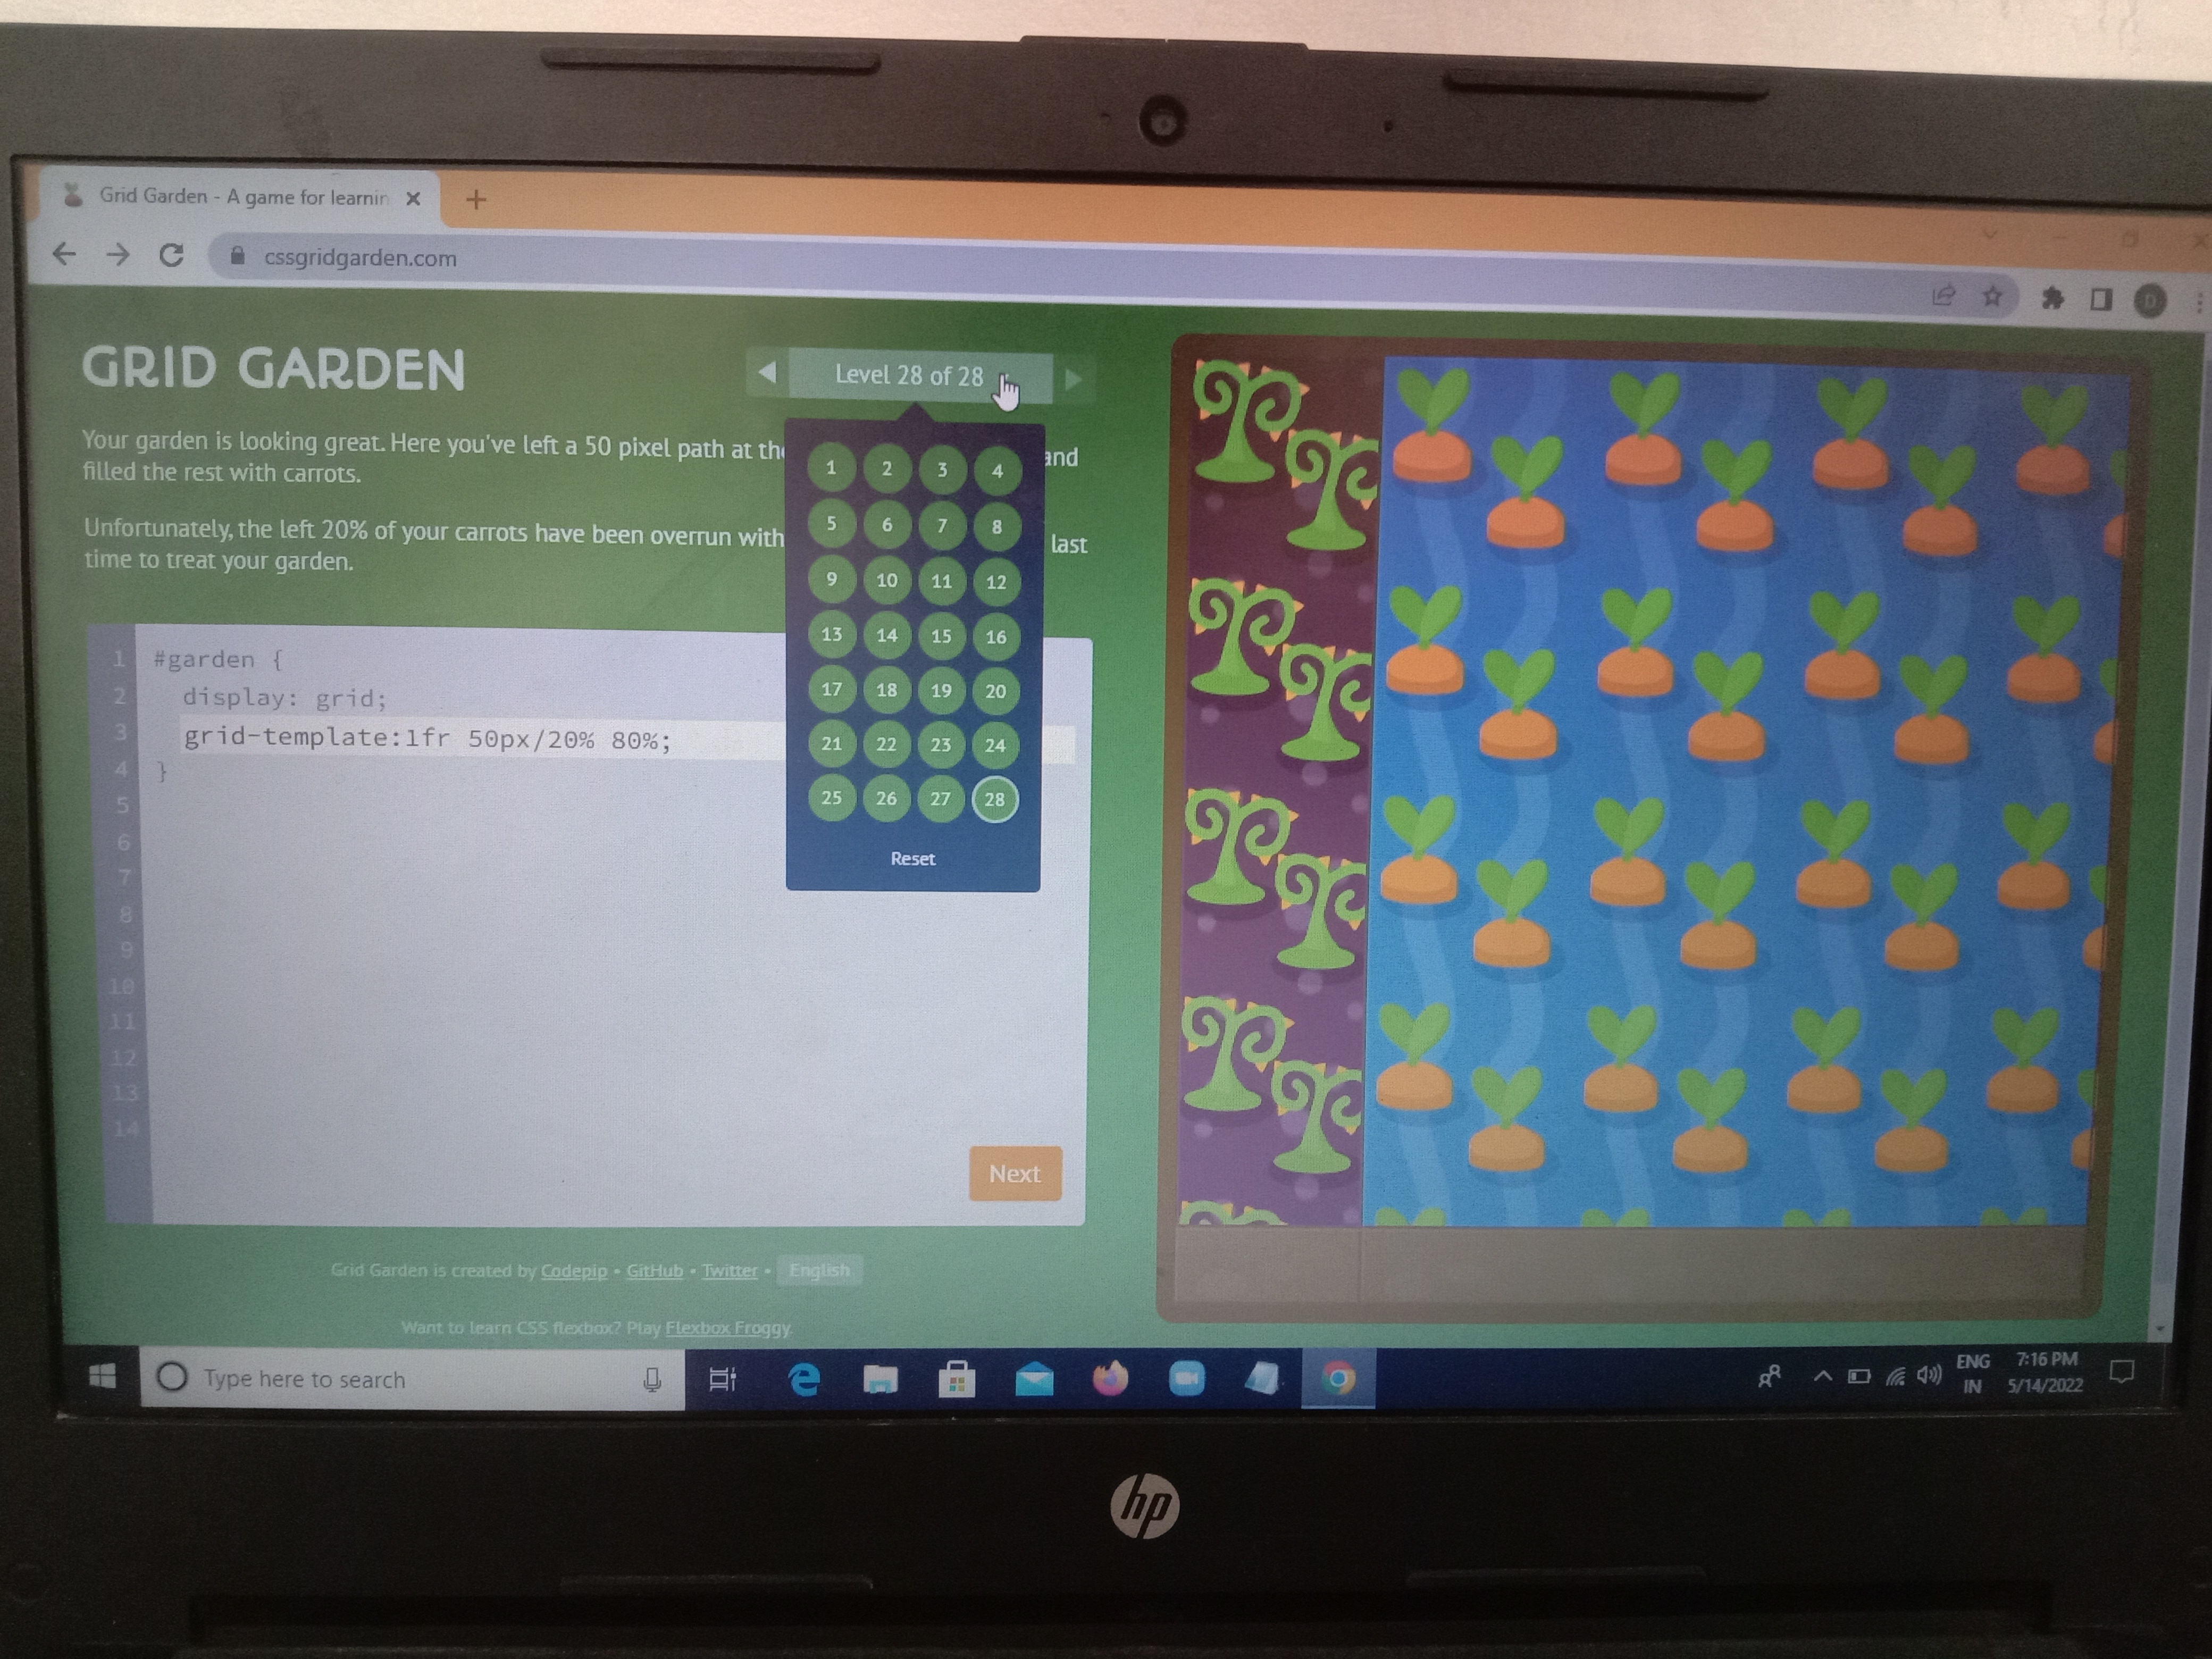 Grid Garden - A game for learnin
cssgridgarden.com
D
GRID GARDEN
Level 28 of 28
Your garden is looking great. Here you've left a 50 pixel path at the and
filled the rest with carrots.
Unfortunately, the left 20% of your carrots have been overrun with last
time to treat your garden.
1 2 3 4
5 6 7 8
9 10 11 12
13 14 15 16
17 18 19 20
21 22 23 24
25 26 27 28
Reset
1 #garden {
2 display: grid;
3 grid-template:1fr 50px/20% 80%;
4 }
5
6
7
8
9
10
11
12
13
14
Next
Grid Garden is created by Codepip • GitHub • Twitter • English
Want to learn CSS flexbox? Play Flexbox Froggy.
Type here to search
ENG
IN
7:16 PM
5/14/2022
hp